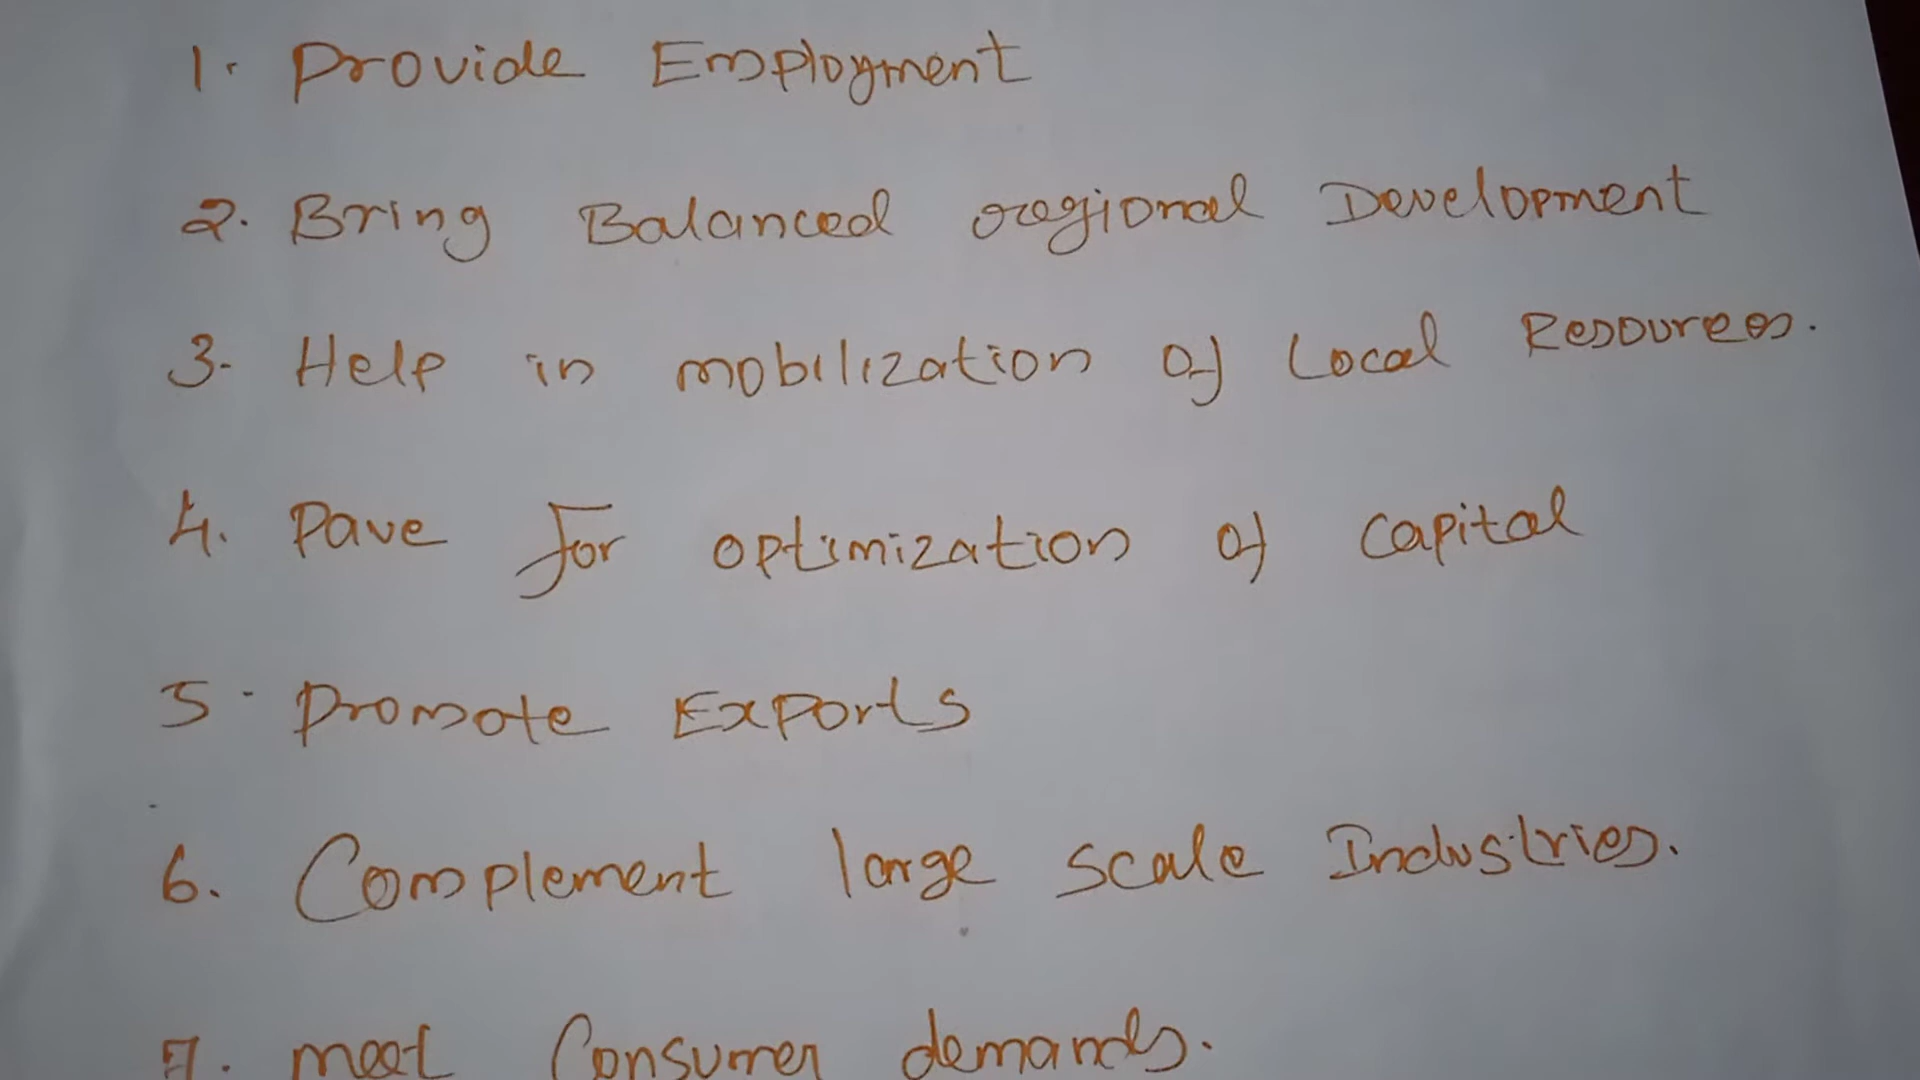 1. Provide Employment
2. Bring Balanced regional Development
3. Help in mobilization of Local Resources.
4. Pave for optimization of capital
5. Promote Exports
6. Complement large scale Industries.
7. meet Consumer demands.